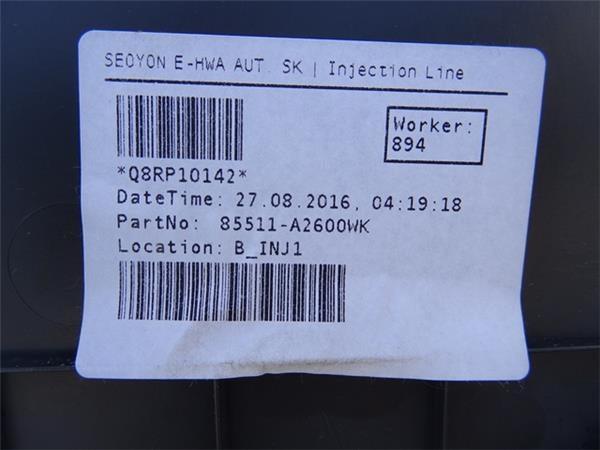 SEOYON E-HWA AUT. SK | Injection Line
Worker:
894
*Q8RP10142*
DateTime: 27.08.2016, 04:19:18
PartNo: 85511-A2600WK
Location: B_INJ1